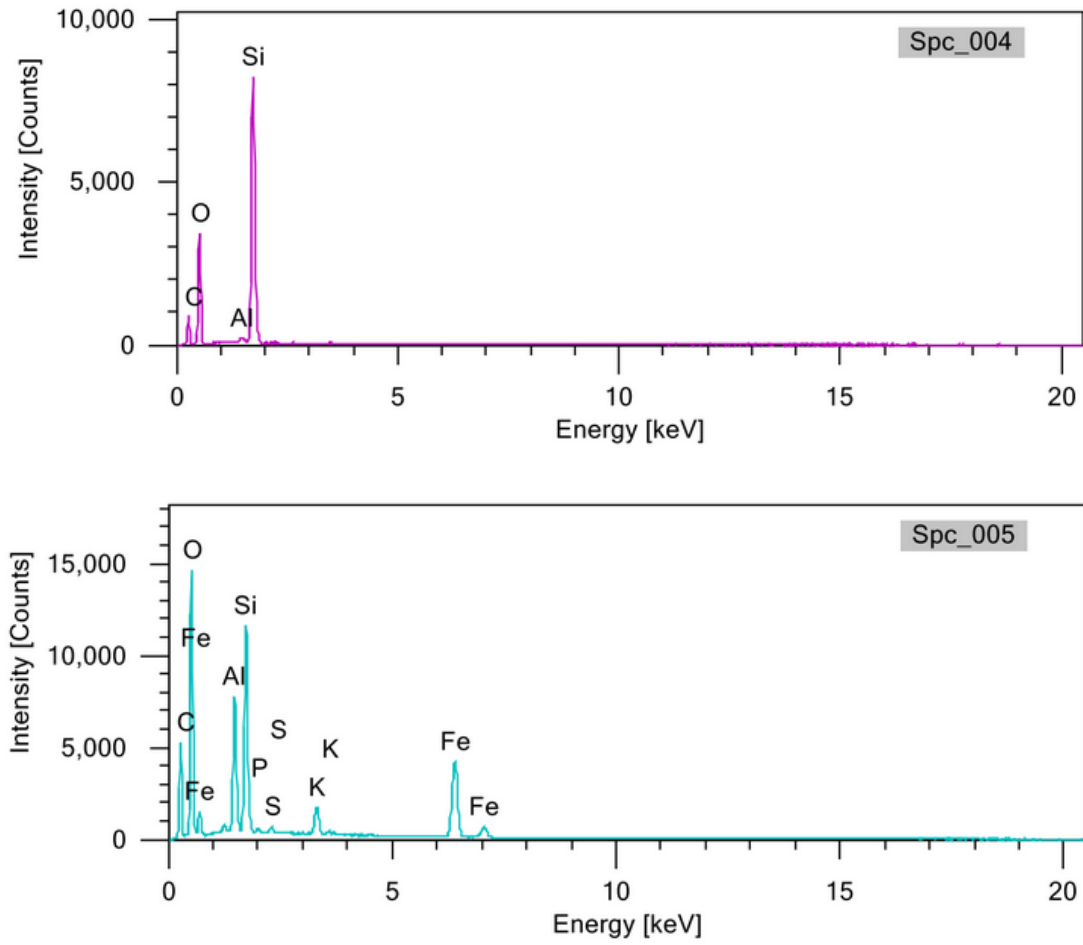 10,000
Spc_004
Si
Intensity [Counts]
5,000
O
C
Al
0
0 5 10 15 20
Energy [keV]
Spc_005
O
15,000
Si
Fe
Intensity [Counts]
10,000
Al
C
S
5,000
K
Fe
P
Fe
K
S
Fe
0
0 5 10 15 20
Energy [keV]